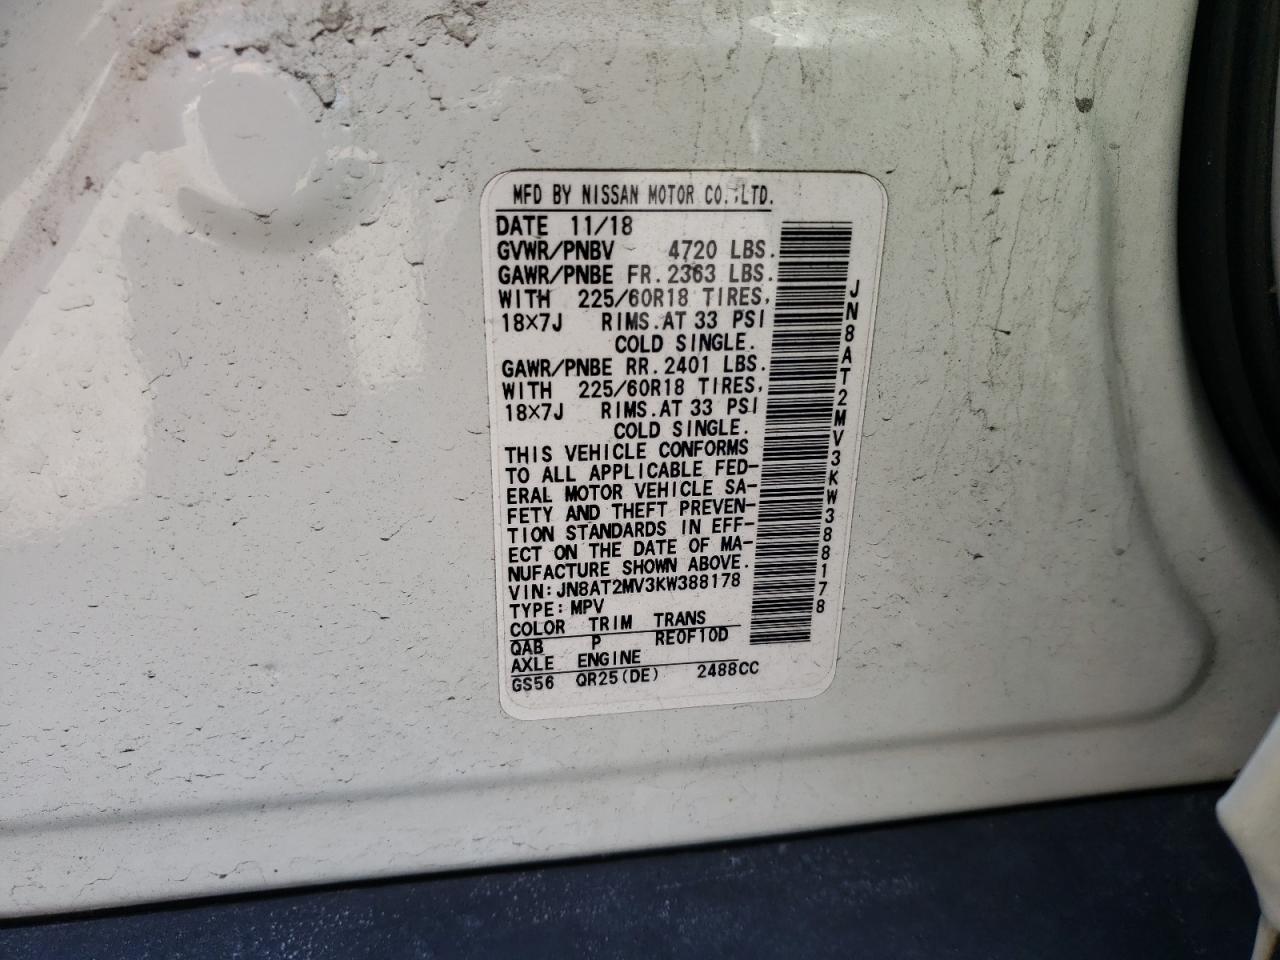 MFD BY NISSAN MOTOR CO.,LTD.
DATE 11/18
GVWR/PNBV 4720 LBS.
GAWR/PNBE FR. 2363 LBS.
WITH 225/60R18 TIRES,
18×7J RIMS.AT 33 PSI
COLD SINGLE.
GAWR/PNBE RR. 2401 LBS.
WITH 225/60R18 TIRES,
18×7J RIMS.AT 33 PSI
COLD SINGLE.
THIS VEHICLE CONFORMS
TO ALL APPLICABLE FED-
ERAL MOTOR VEHICLE SA-
FETY AND THEFT PREVEN-
TION STANDARDS IN EFF-
ECT ON THE DATE OF MA-
NUFACTURE SHOWN ABOVE.
VIN:JN8AT2MV3KW388178
TYPE:MPV
COLOR TRIM TRANS
QAB P RE0F10D
AXLE ENGINE
GS56 QR25(DE) 2488CC
JN8AT2MV3KW388178